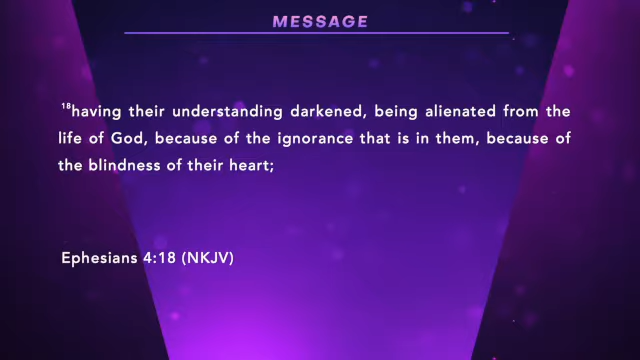 MESSAGE
¹⁸having their understanding darkened, being alienated from the
life of God, because of the ignorance that is in them, because of
the blindness of their heart;
Ephesians 4:18 (NKJV)